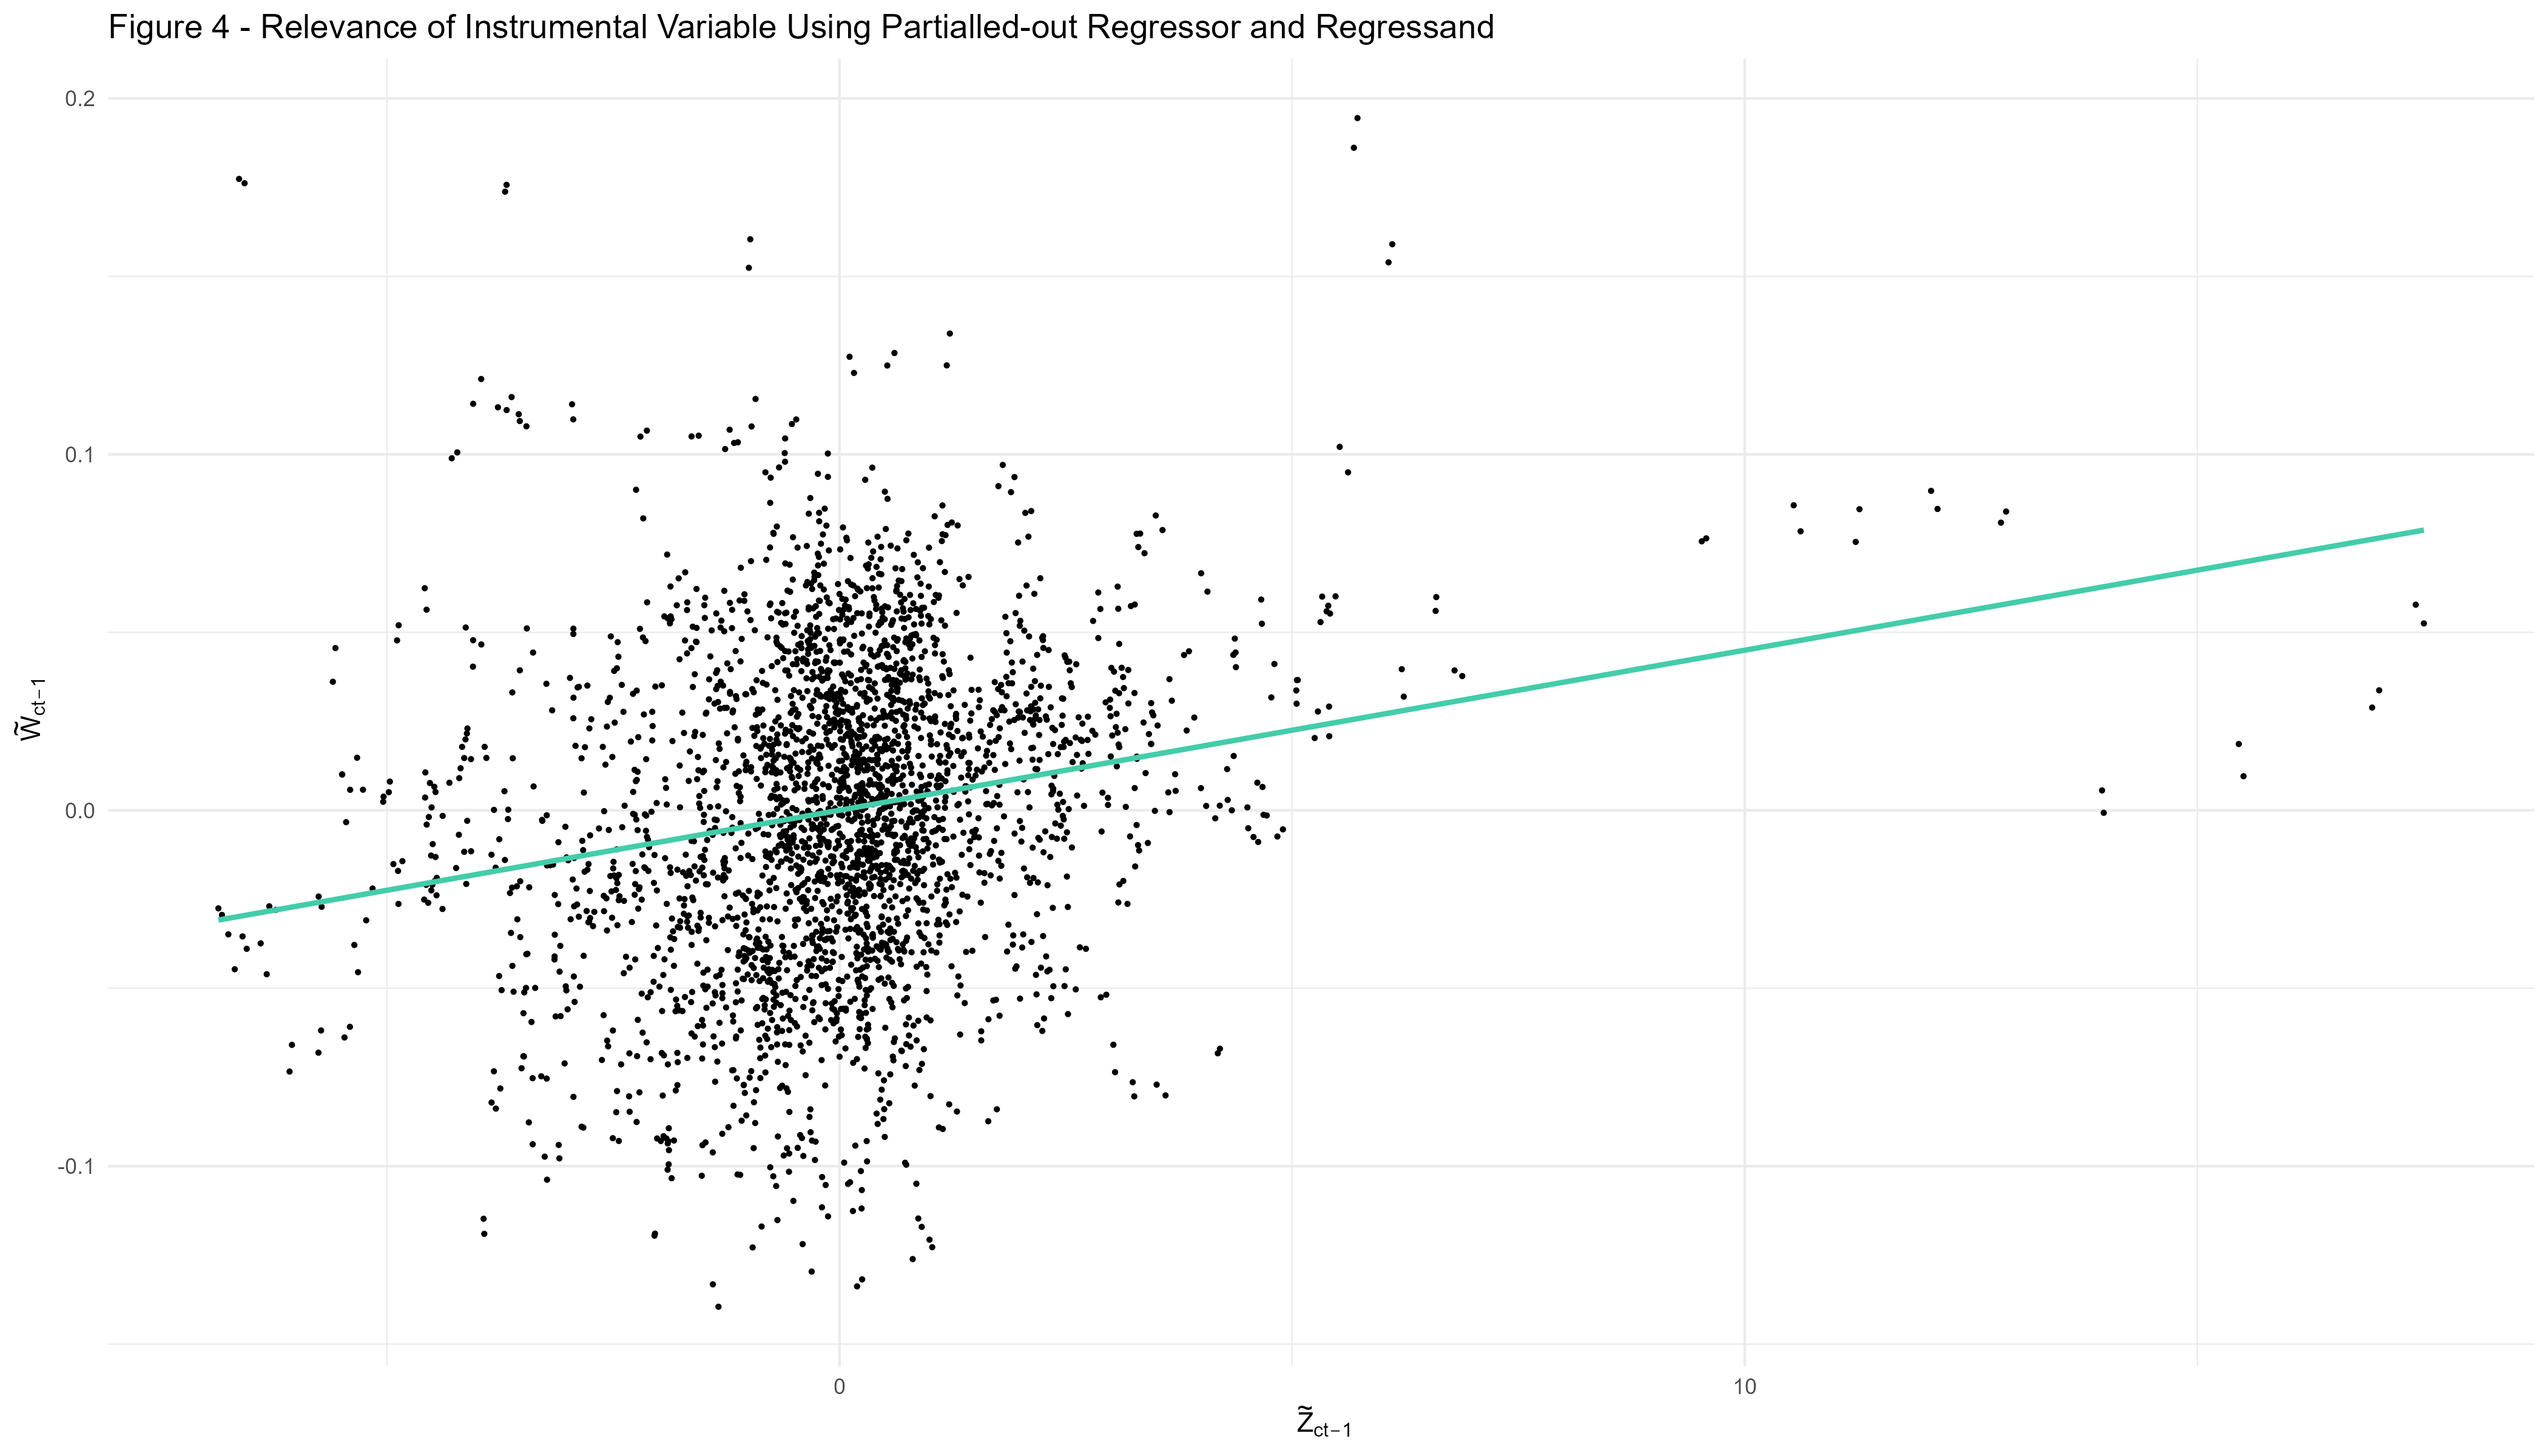 Figure 4 - Relevance of Instrumental Variable Using Partialled-out Regressor and Regressand
0.2
0.1
0.0
-0.1
W̃ct−1
0
10
Z̃ct−1